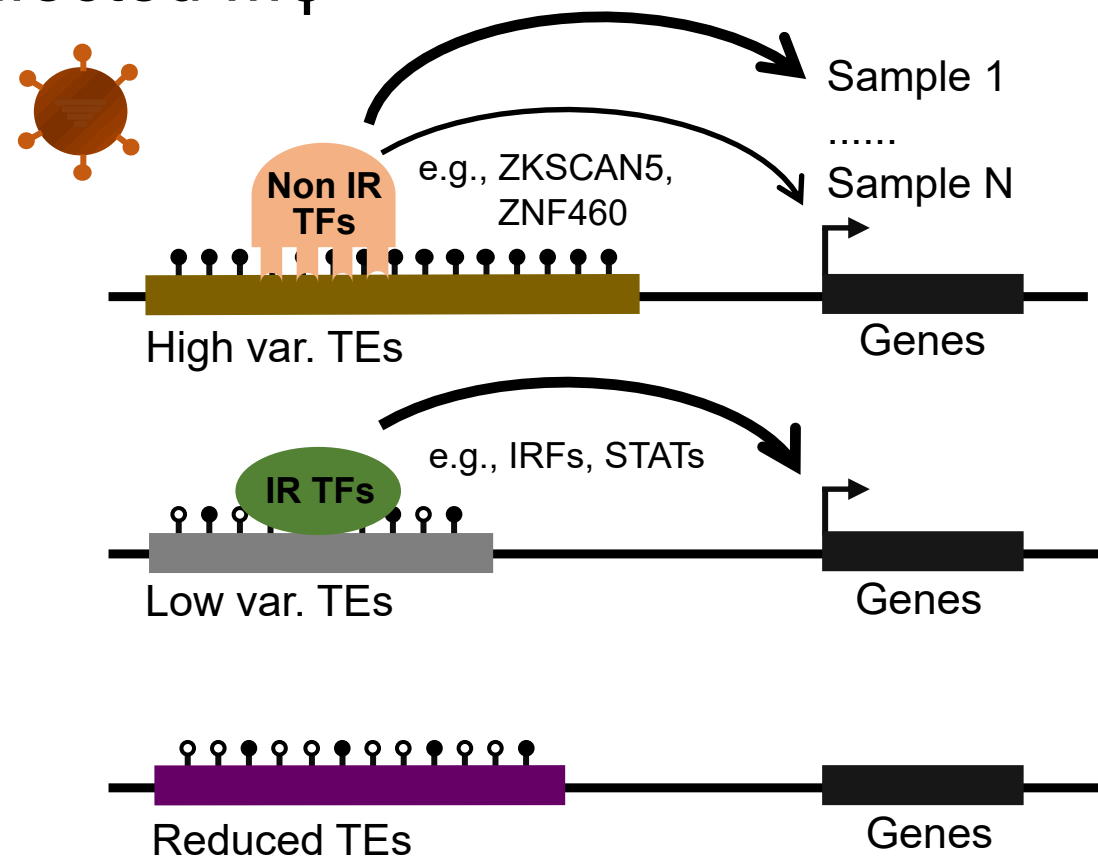 Sample 1
......
Sample N
e.g., ZKSCAN5,
ZNF460
Non IR
TFs
High var. TEs
Genes
e.g., IRFs, STATs
IR TFs
Low var. TEs
Genes
Reduced TEs
Genes